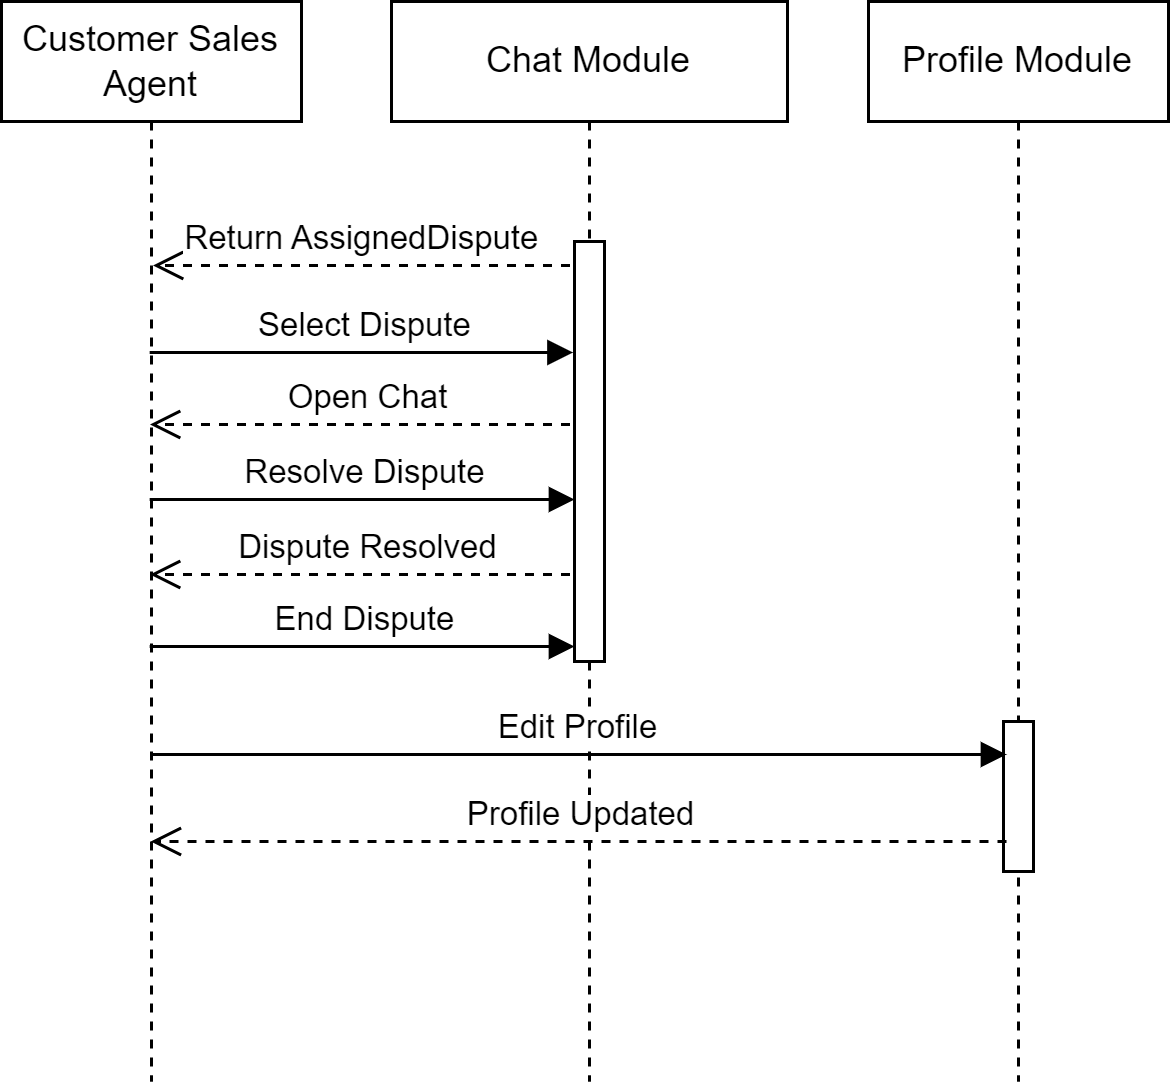 Customer Sales
Agent
Chat Module
Profile Module
Return AssignedDispute
Select Dispute
Open Chat
Resolve Dispute
Dispute Resolved
End Dispute
Edit Profile
Profile Updated